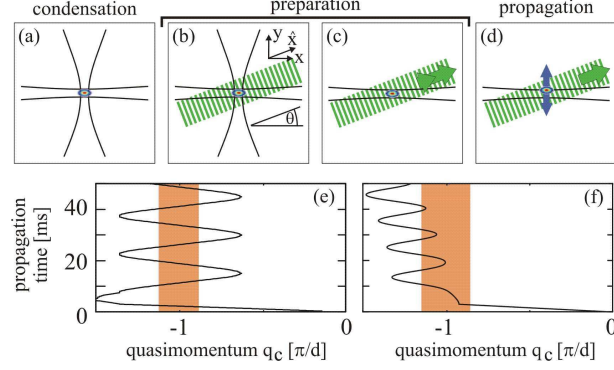 condensation preparation propagation
(a) (b) y x̂ x θ (c) (d)
(e) (f)
propagation
time [ms]
40
20
0
-1 0 -1 0
quasimomentum q_c [π/d] quasimomentum q_c [π/d]